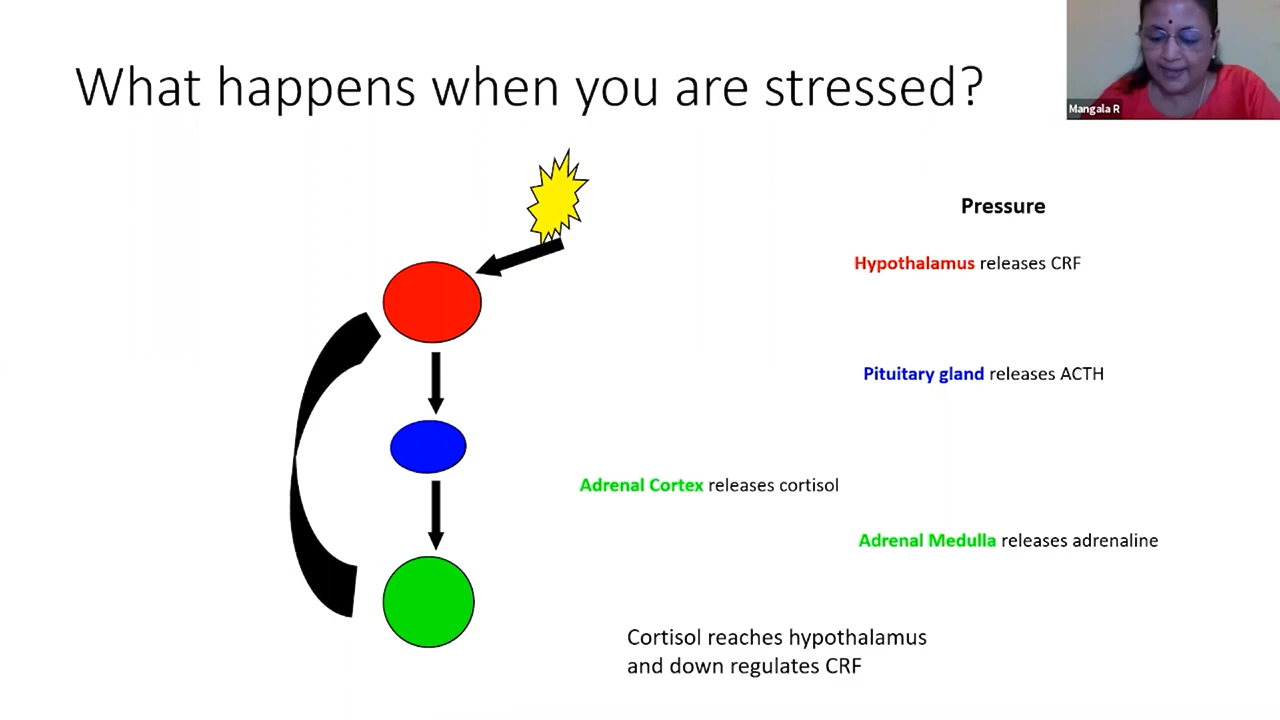 What happens when you are stressed?
Mangala R
Pressure
Hypothalamus releases CRF
Pituitary gland releases ACTH
Adrenal Cortex releases cortisol
Adrenal Medulla releases adrenaline
Cortisol reaches hypothalamus
and down regulates CRF